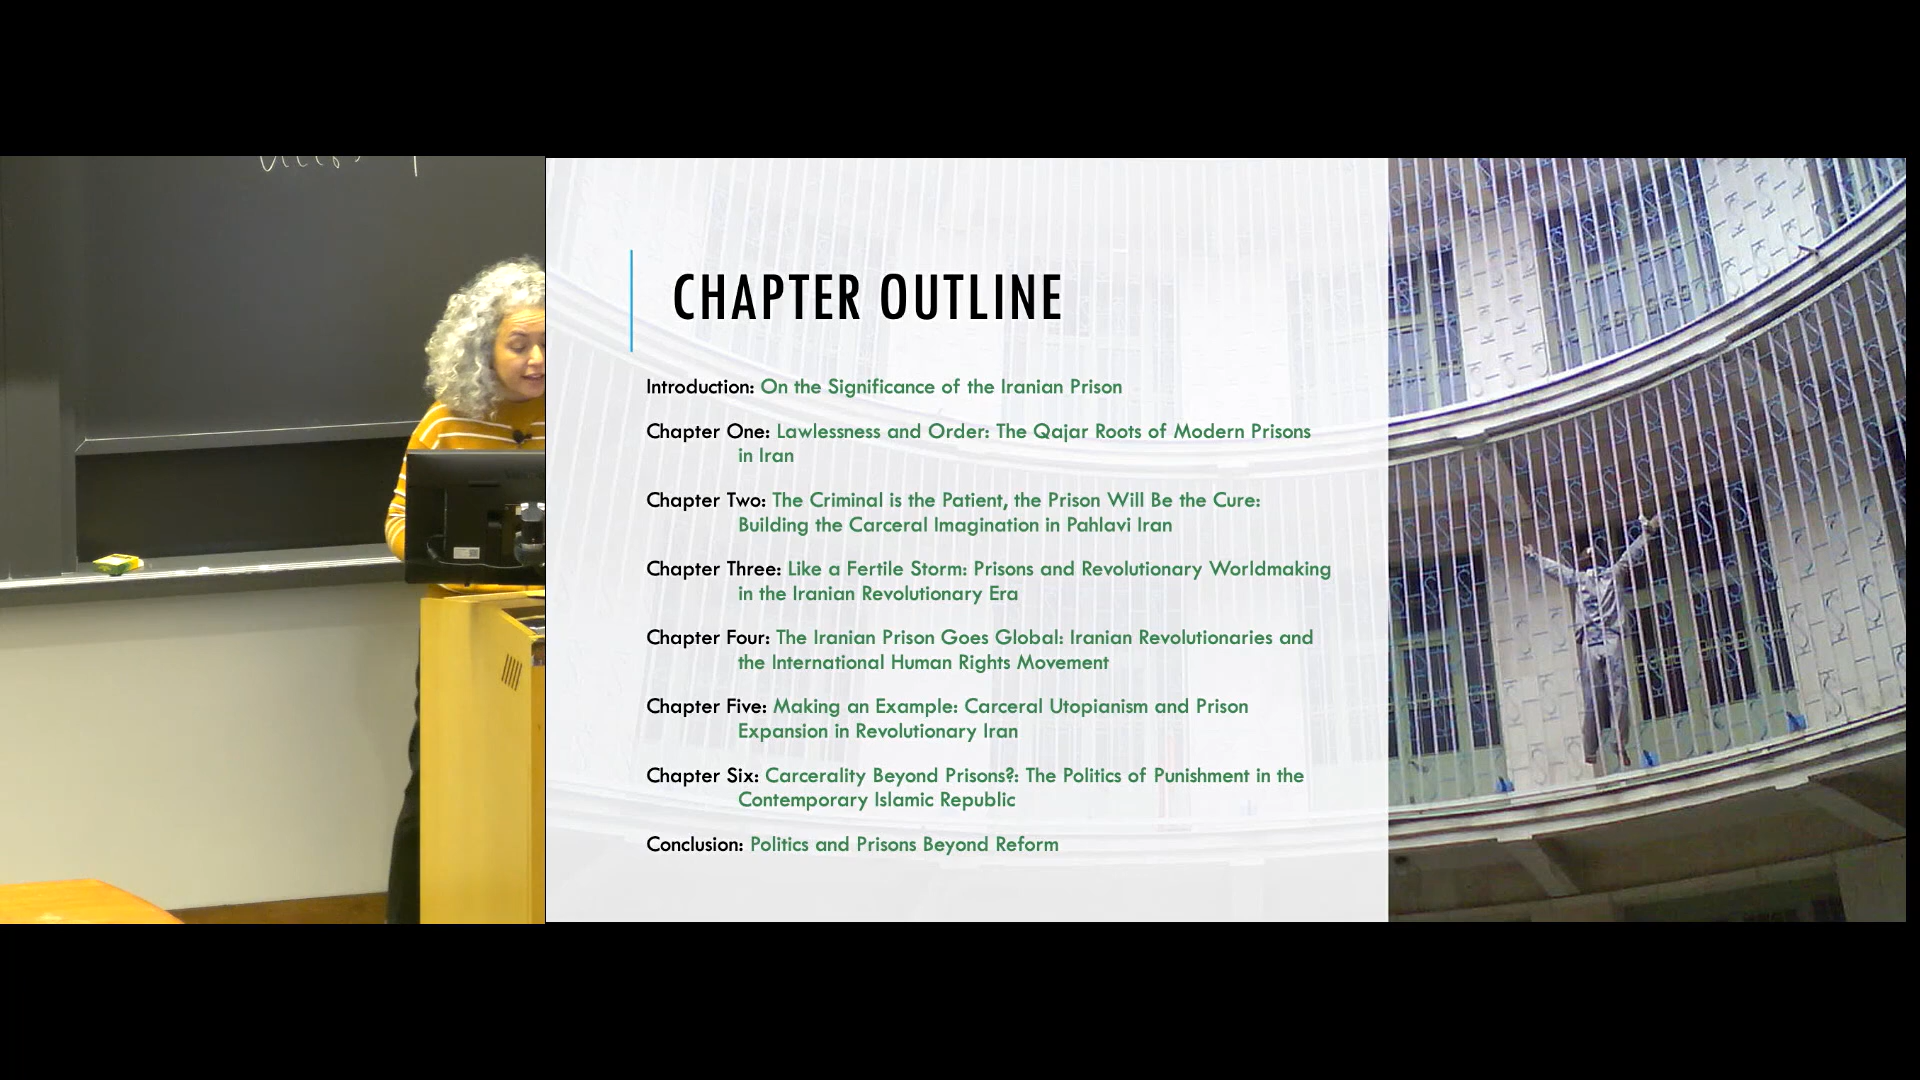 CHAPTER OUTLINE
Introduction: On the Significance of the Iranian Prison
Chapter One: Lawlessness and Order: The Qajar Roots of Modern Prisons
in Iran
Chapter Two: The Criminal is the Patient, the Prison Will Be the Cure:
Building the Carceral Imagination in Pahlavi Iran
Chapter Three: Like a Fertile Storm: Prisons and Revolutionary Worldmaking
in the Iranian Revolutionary Era
Chapter Four: The Iranian Prison Goes Global: Iranian Revolutionaries and
the International Human Rights Movement
Chapter Five: Making an Example: Carceral Utopianism and Prison
Expansion in Revolutionary Iran
Chapter Six: Carcerality Beyond Prisons?: The Politics of Punishment in the
Contemporary Islamic Republic
Conclusion: Politics and Prisons Beyond Reform